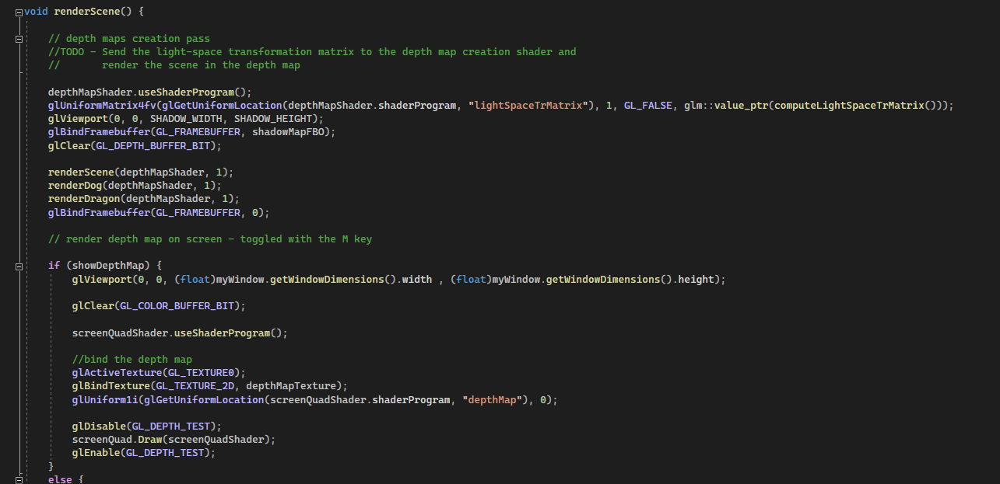 void renderScene() {
// depth maps creation pass
//TODO - Send the light-space transformation matrix to the depth map creation shader and
//       render the scene in the depth map
depthMapShader.useShaderProgram();
glUniformMatrix4fv(glGetUniformLocation(depthMapShader.shaderProgram, "lightSpaceTrMatrix"), 1, GL_FALSE, glm::value_ptr(computeLightSpaceTrMatrix()));
glViewport(0, 0, SHADOW_WIDTH, SHADOW_HEIGHT);
glBindFramebuffer(GL_FRAMEBUFFER, shadowMapFBO);
glClear(GL_DEPTH_BUFFER_BIT);
renderScene(depthMapShader, 1);
renderDog(depthMapShader, 1);
renderDragon(depthMapShader, 1);
glBindFramebuffer(GL_FRAMEBUFFER, 0);
// render depth map on screen - toggled with the M key
if (showDepthMap) {
glViewport(0, 0, (float)myWindow.getWindowDimensions().width , (float)myWindow.getWindowDimensions().height);
glClear(GL_COLOR_BUFFER_BIT);
screenQuadShader.useShaderProgram();
//bind the depth map
glActiveTexture(GL_TEXTURE0);
glBindTexture(GL_TEXTURE_2D, depthMapTexture);
glUniform1i(glGetUniformLocation(screenQuadShader.shaderProgram, "depthMap"), 0);
glDisable(GL_DEPTH_TEST);
screenQuad.Draw(screenQuadShader);
glEnable(GL_DEPTH_TEST);
}
else {